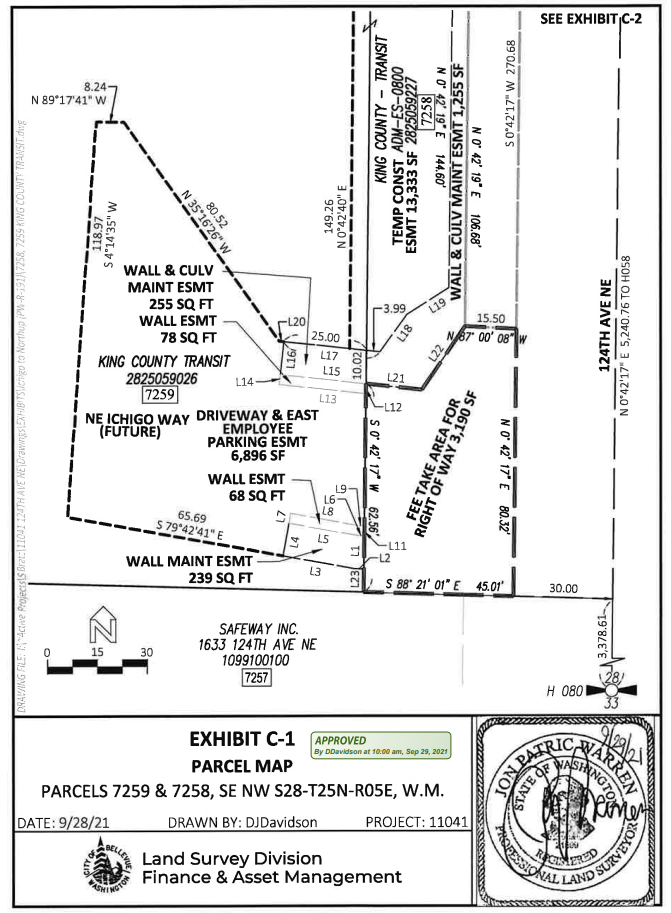 SEE EXHIBIT C-2
8.24
N 89°17'41" W
118.97
S 4°14'35" W
80.52
N 35°16'26" W
149.26
N 0°42'40" E
KING COUNTY - TRANSIT
ADM-ES-0800
2825059227
7258
TEMP CONST
ESMT 13,333 SF
N 0° 42' 19" E 144.60'
WALL & CULV MAINT ESMT 1,255 SF
N 0° 42' 19" E 106.68'
S 0°42'17" W 270.68
124TH AVE NE
N 0°42'17" E 5,240.76 TO H058
WALL & CULV
MAINT ESMT
255 SQ FT
WALL ESMT
78 SQ FT
KING COUNTY TRANSIT
2825059026
7259
NE ICHIGO WAY
(FUTURE)
L20
25.00
L16
L17
L15
L14
L13
10.02
3.99
L18
L19
L21
L22
L12
15.50
N 87° 00' 08" W
DRIVEWAY & EAST
EMPLOYEE
PARKING ESMT
6,896 SF
S 0° 42' 17" W 62.56'
FEE TAKE AREA FOR
RIGHT OF WAY 3,190 SF
N 0° 42' 17" E 80.32'
WALL ESMT
68 SQ FT
L9
L6
L8
L7
L5
L4
L1
L11
L2
L3
L23
65.69
S 79°42'41" E
WALL MAINT ESMT
239 SQ FT
S 88° 21' 01" E 45.01'
30.00
3,378.61
28
33
H 080
N
0 15 30
SAFEWAY INC.
1633 124TH AVE NE
1099100100
7257
EXHIBIT C-1
APPROVED
By DDavidson at 10:00 am, Sep 29, 2021
PARCEL MAP
PARCELS 7259 & 7258, SE NW S28-T25N-R05E, W.M.
DATE: 9/28/21 DRAWN BY: DJDavidson PROJECT: 11041
CITY OF BELLEVUE
WASHINGTON
Land Survey Division
Finance & Asset Management
9/29/21
JON PATRIC WARREN
STATE OF WASHINGTON
REGISTERED
PROFESSIONAL LAND SURVEYOR